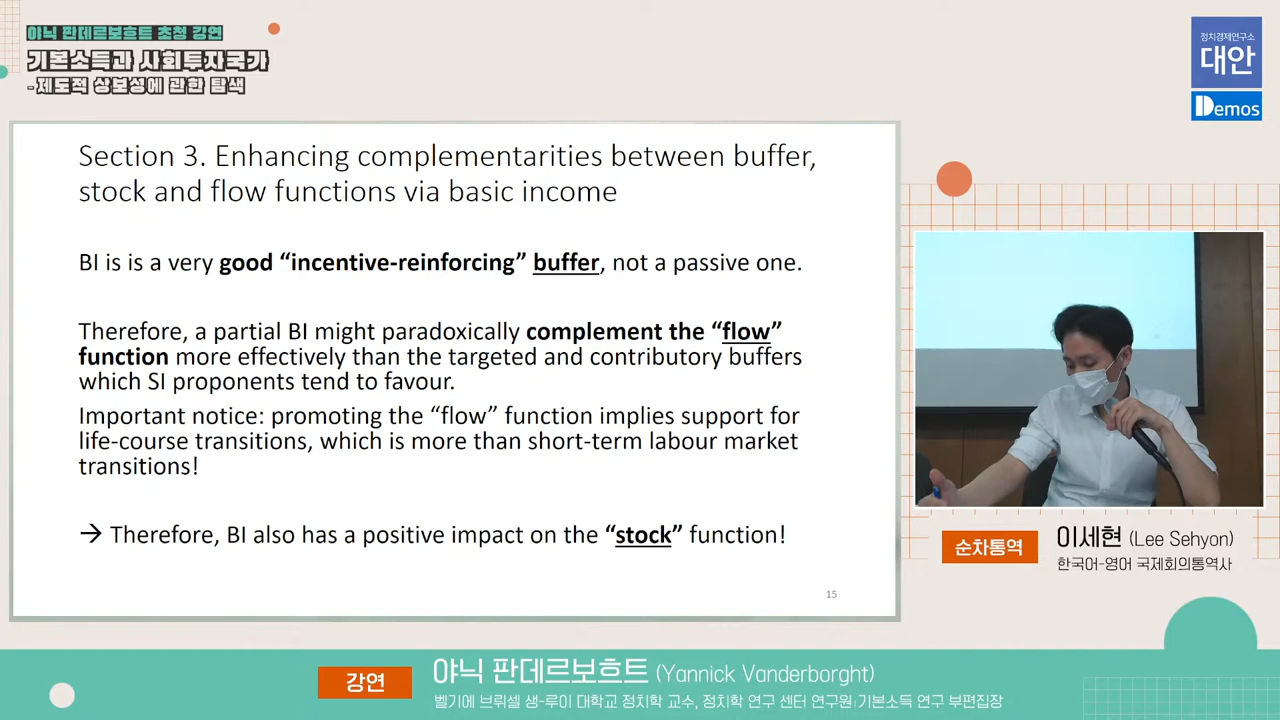 야닉 판데르보흐트 초청 강연
기본소득과 사회투자국가
- 제도적 상보성에 관한 탐색
정치경제연구소
대안
Demos
Section 3. Enhancing complementarities between buffer,
stock and flow functions via basic income
BI is is a very good “incentive-reinforcing” buffer, not a passive one.
Therefore, a partial BI might paradoxically complement the “flow”
function more effectively than the targeted and contributory buffers
which SI proponents tend to favour.
Important notice: promoting the “flow” function implies support for
life-course transitions, which is more than short-term labour market
transitions!
→ Therefore, BI also has a positive impact on the “stock” function!
15
순차통역
이세현 (Lee Sehyon)
한국어-영어 국제회의통역사
강연
야닉 판데르보흐트 (Yannick Vanderborght)
벨기에 브뤼셀 생-루이 대학교 정치학 교수, 정치학 연구 센터 연구원, 기본소득 연구 부편집장